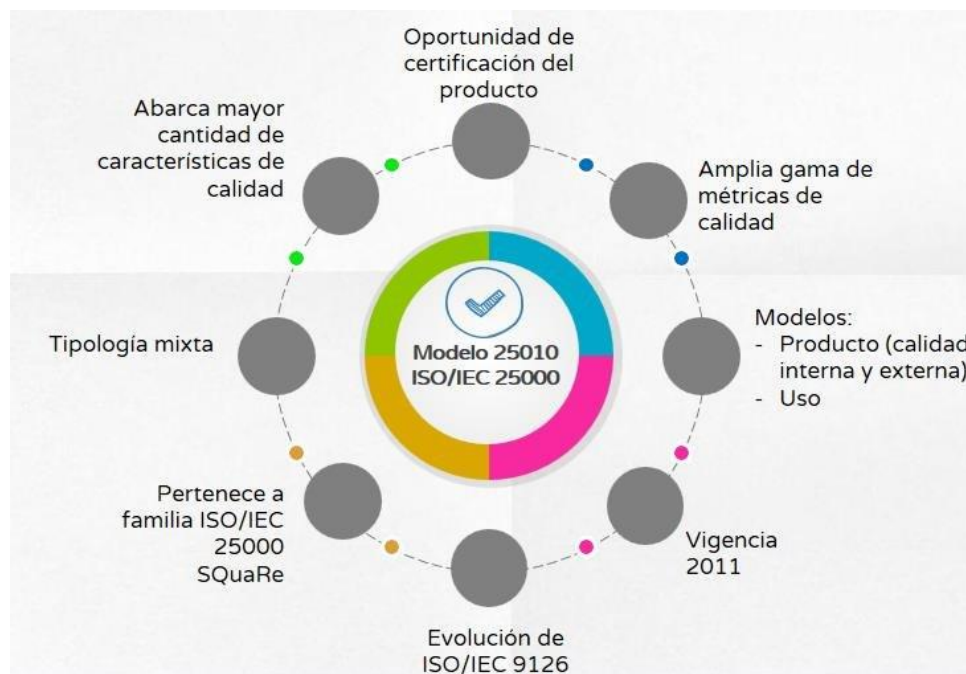 Oportunidad de
certificación del
producto
Abarca mayor
cantidad de
características de
calidad
Amplia gama de
métricas de
calidad
Tipología mixta
Modelo 25010
ISO/IEC 25000
Modelos:
- Producto (calidad
interna y externa)
- Uso
Pertenece a
familia ISO/IEC
25000
SQuaRe
Vigencia
2011
Evolución de
ISO/IEC 9126